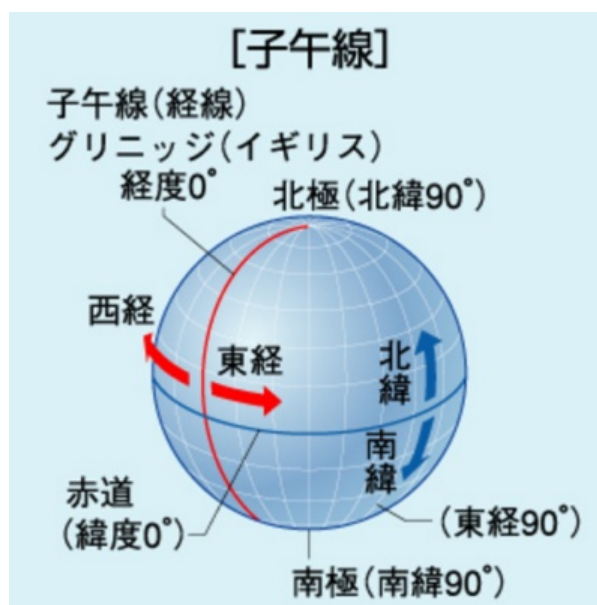 [子午線]
子午線(経線)
グリニッジ(イギリス)
経度0°
北極(北緯90°)
西経
東経
北緯
南緯
赤道
(緯度0°)
(東経90°)
南極(南緯90°)